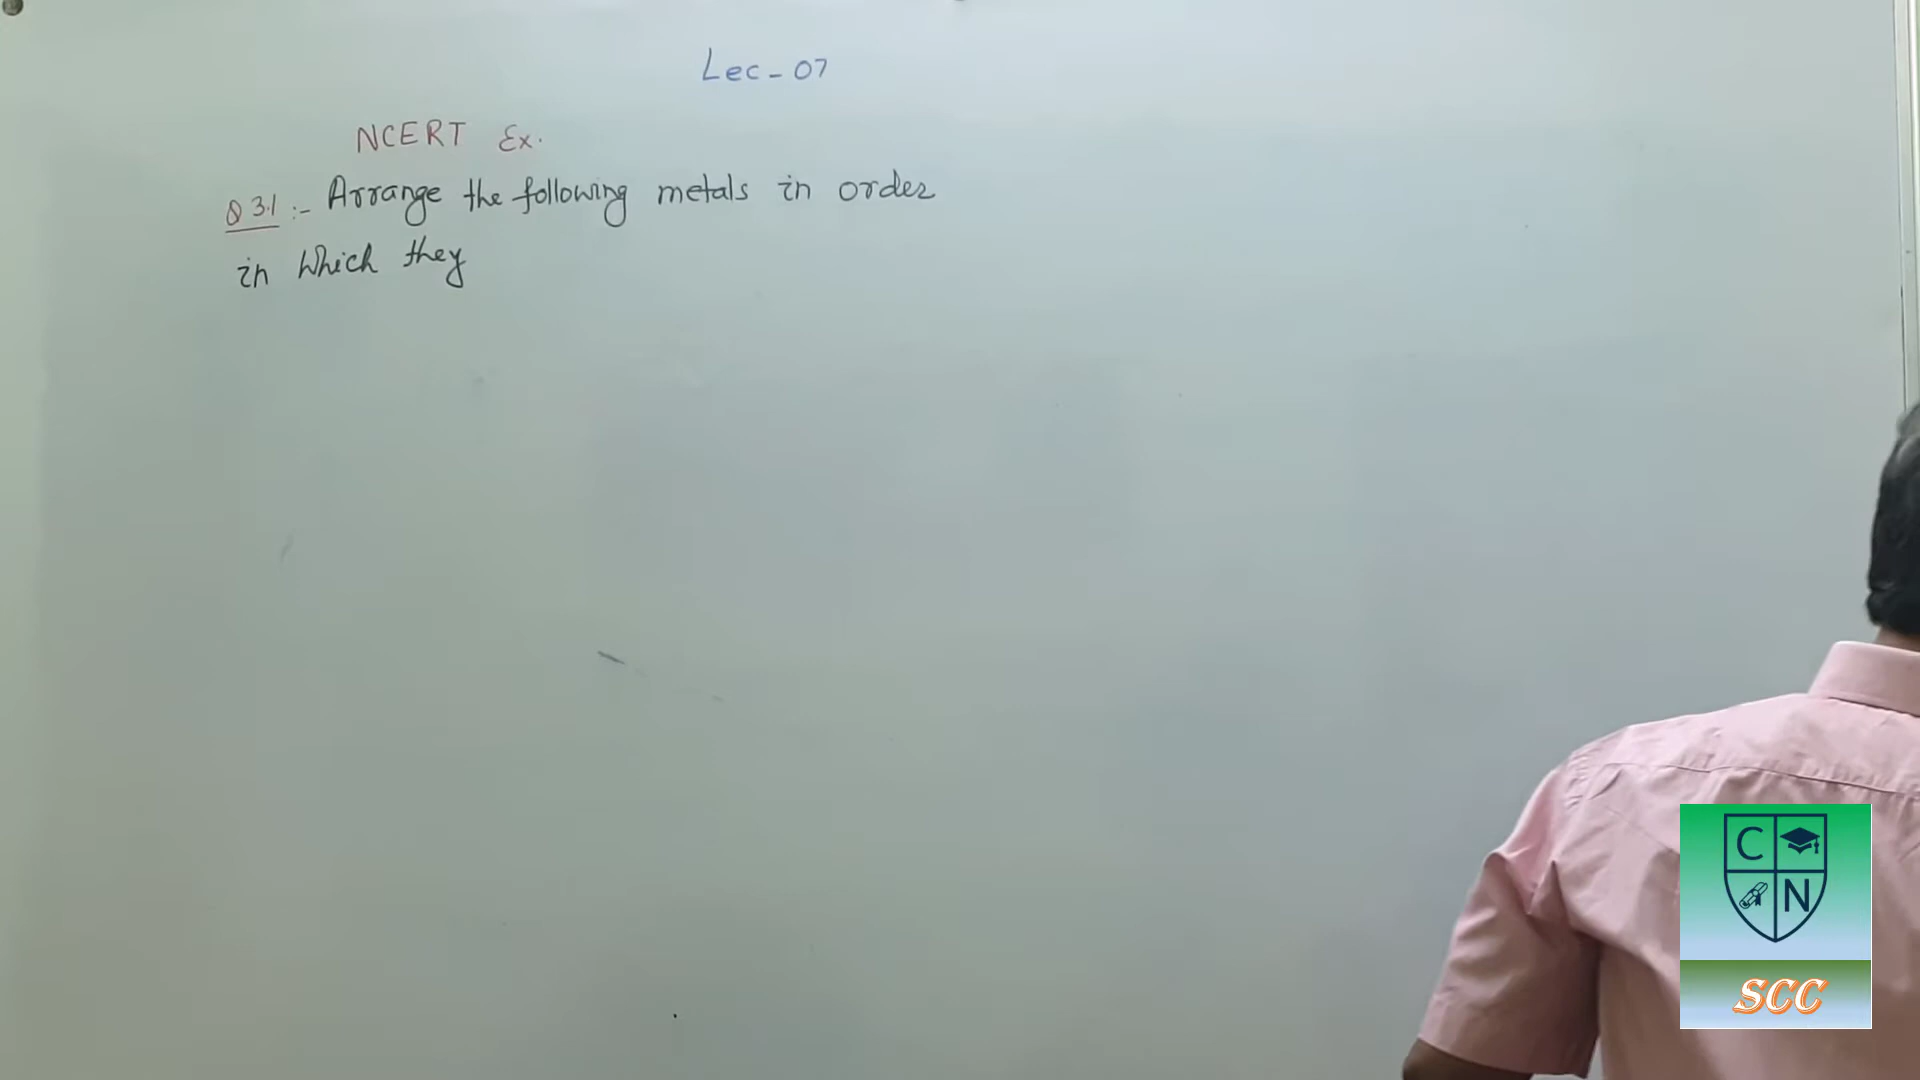 Lec - 07
NCERT Ex.
Q 3.1 :- Arrange the following metals in order
in Which they
C
N
SCC